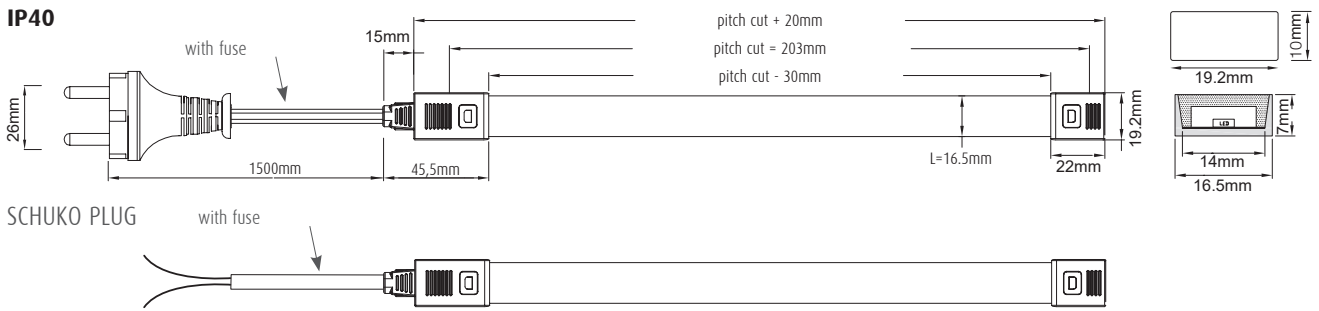 IP40
pitch cut + 20mm
15mm
with fuse
pitch cut = 203mm
pitch cut - 30mm
10mm
19.2mm
26mm
19.2mm
LED
7mm
L=16.5mm
14mm
1500mm
45,5mm
22mm
16.5mm
SCHUKO PLUG
with fuse